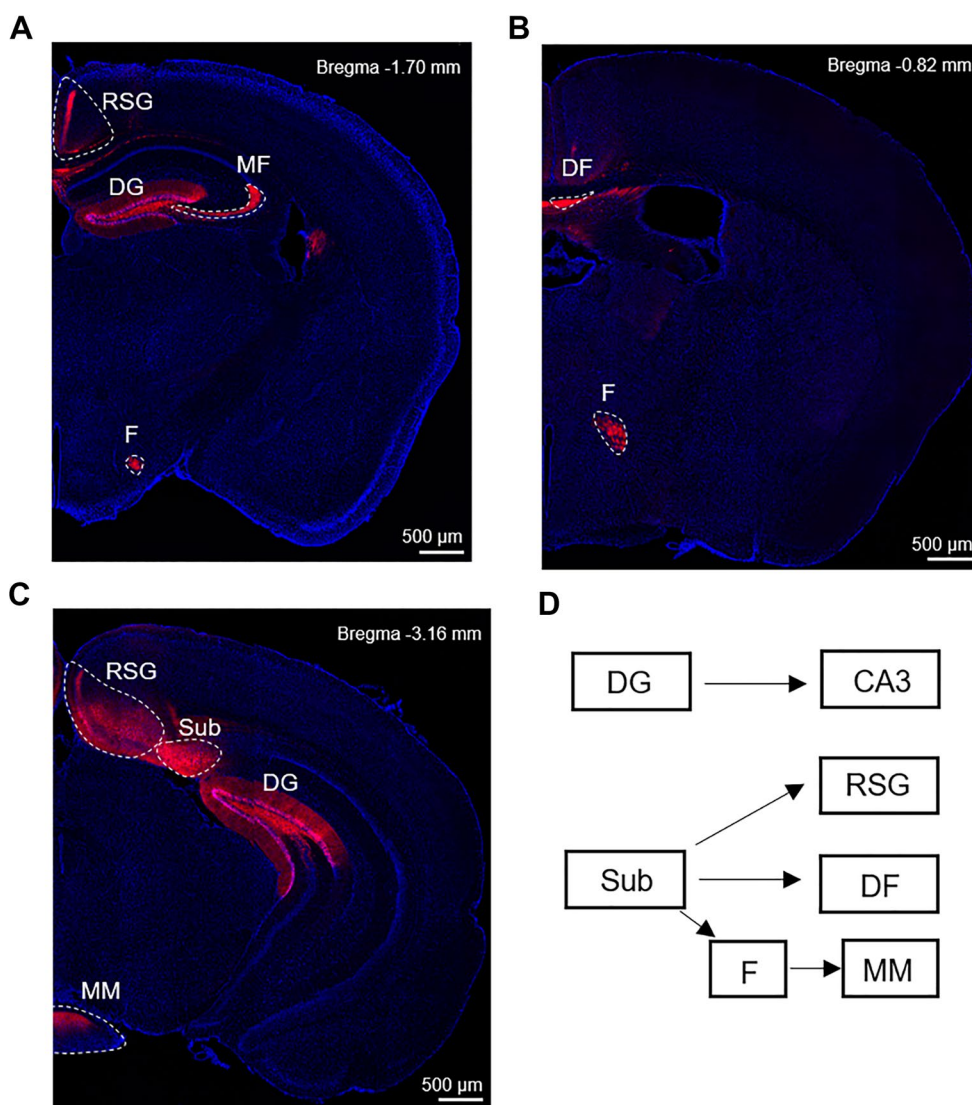 A
Bregma -1.70 mm
RSG
MF
DG
F
500 µm
B
Bregma -0.82 mm
DF
F
500 µm
C
Bregma -3.16 mm
RSG
Sub
DG
MM
500 µm
D
DG
CA3
RSG
Sub
DF
F
MM